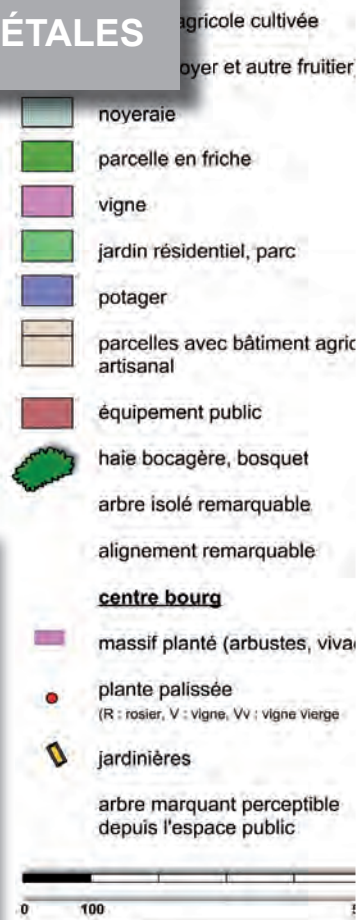 ÉTALES
agricole cultivée
oyer et autre fruitier
noyeraie
parcelle en friche
vigne
jardin résidentiel, parc
potager
parcelles avec bâtiment agric
artisanal
équipement public
haie bocagère, bosquet
arbre isolé remarquable
alignement remarquable
centre bourg
massif planté (arbustes, viva
plante palissée
(R : rosier, V : vigne, Vv : vigne vierge
jardinières
arbre marquant perceptible
depuis l'espace public
0 100